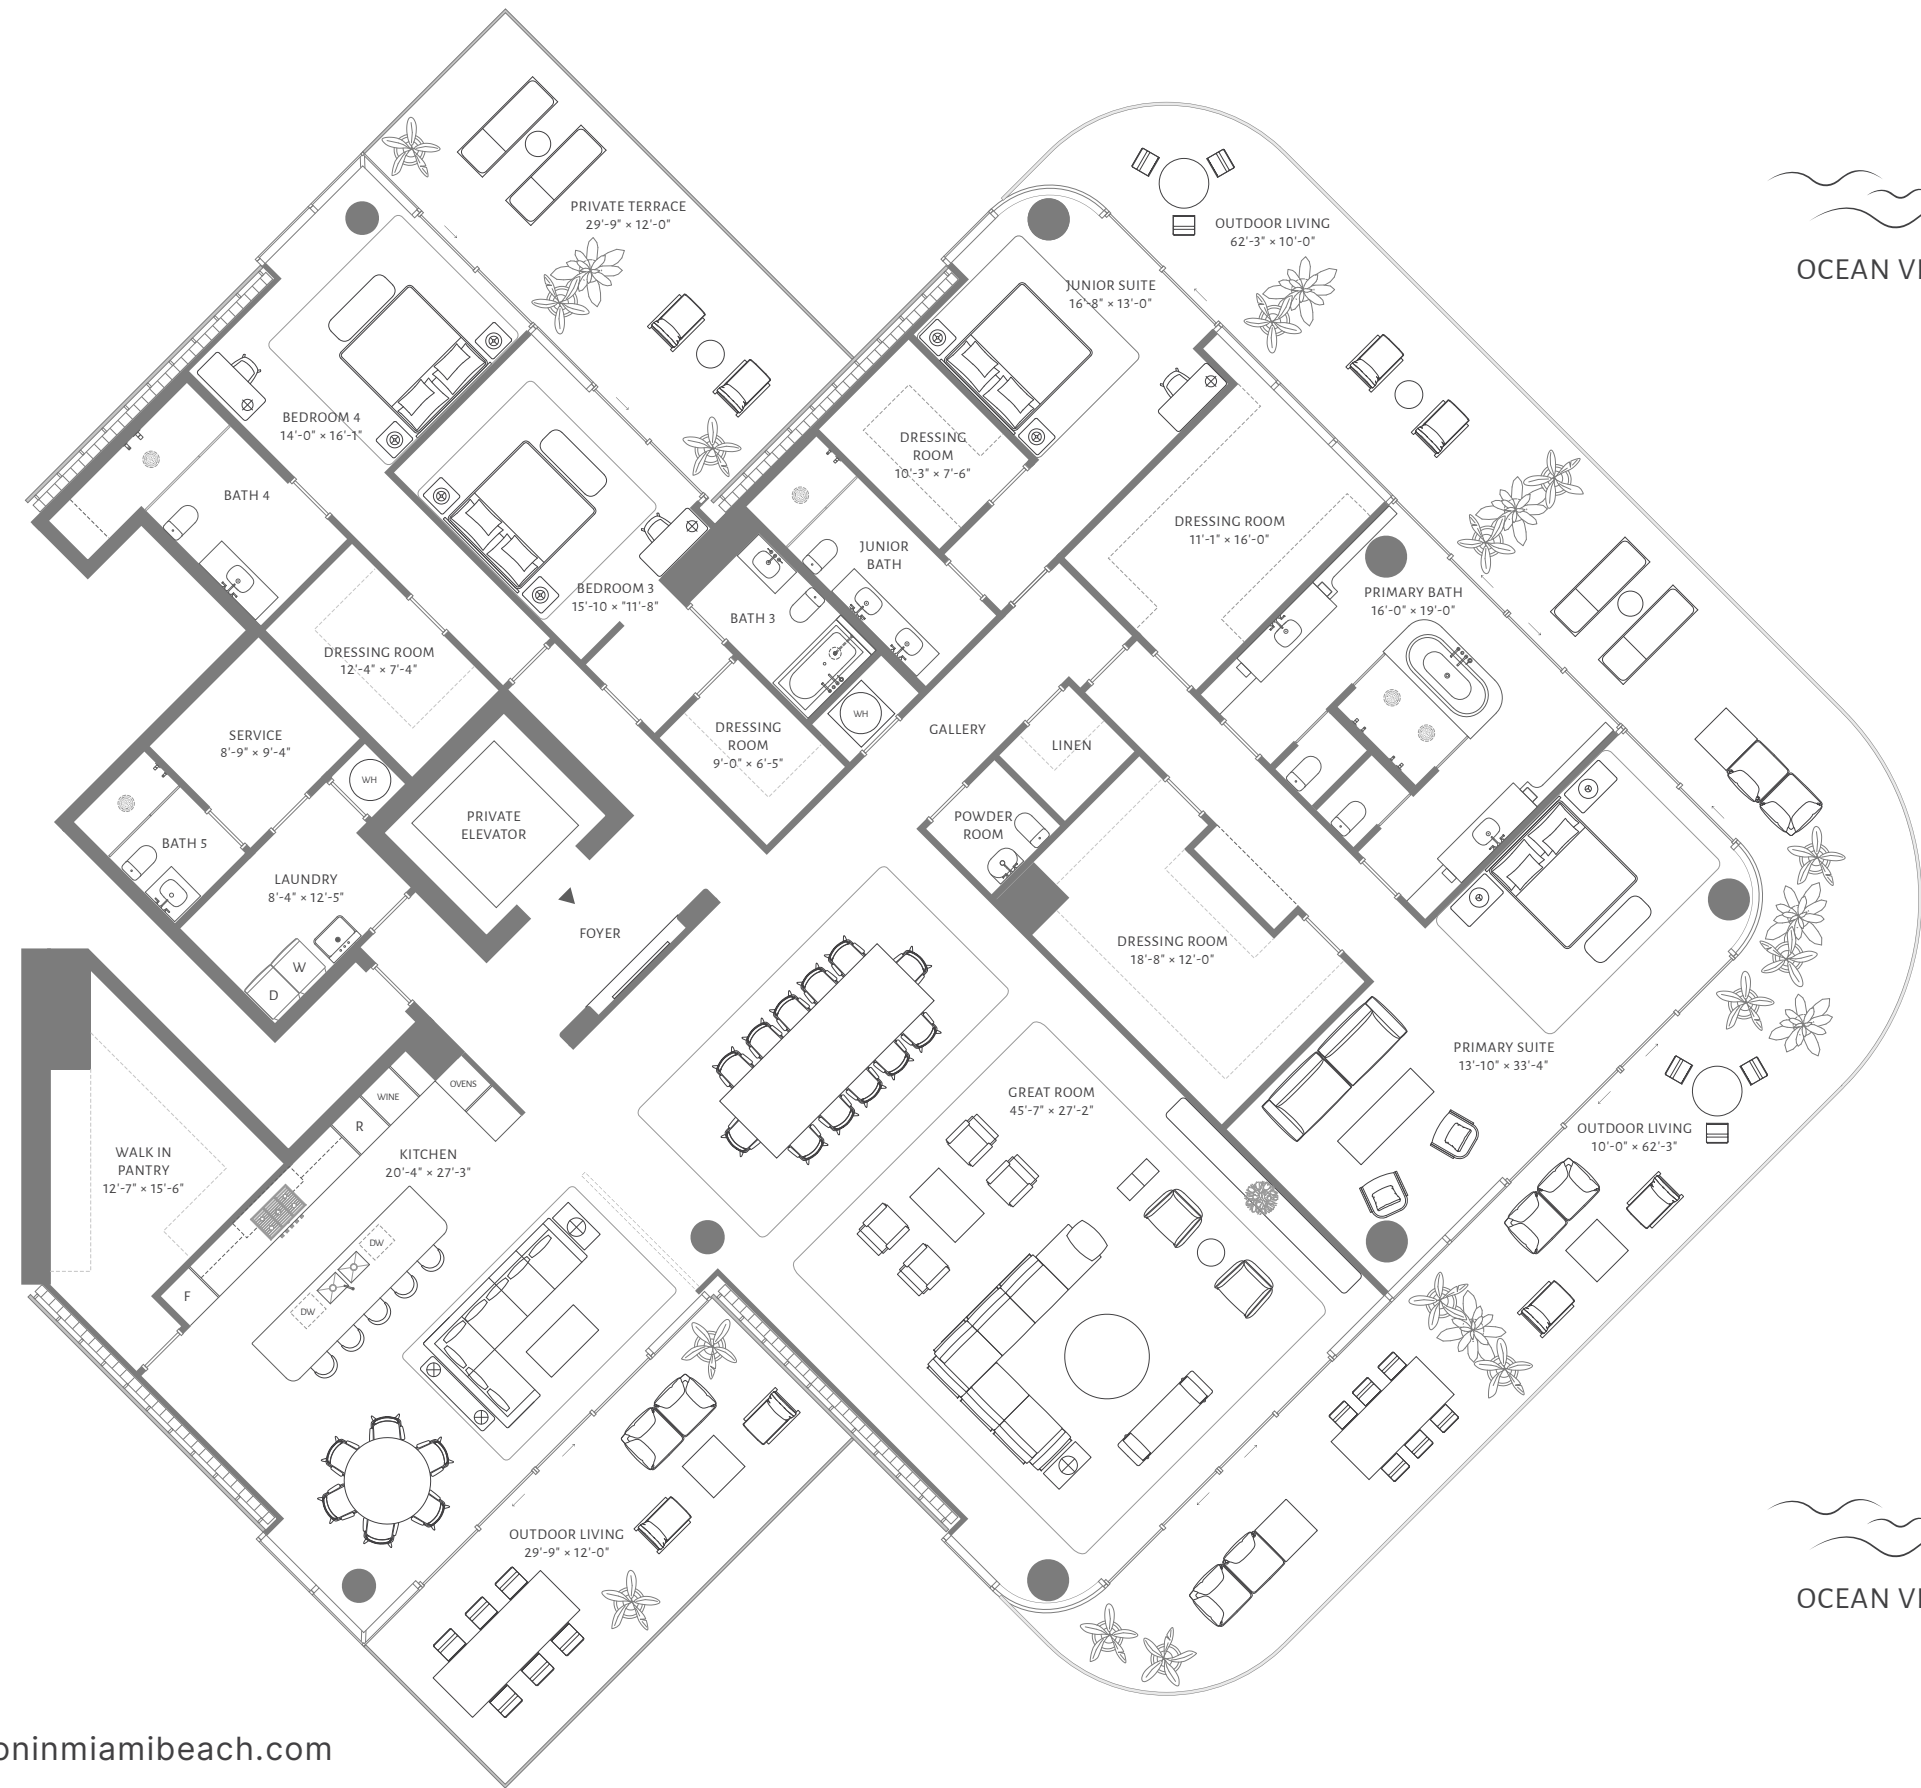 PRIVATE TERRACE
29'-9" × 12'-0"
OUTDOOR LIVING
62'-3" × 10'-0"
OCEAN VI
JUNIOR SUITE
16'-8" × 13'-0"
BEDROOM 4
14'-0" × 16'-1"
DRESSING
ROOM
10'-3" × 7'-6"
BATH 4
DRESSING ROOM
11'-1" × 16'-0"
JUNIOR
BATH
BEDROOM 3
15'-10 × "11'-8"
PRIMARY BATH
16'-0" × 19'-0"
BATH 3
DRESSING ROOM
12'-4" × 7'-4"
WH
SERVICE
8'-9" × 9'-4"
DRESSING
ROOM
9'-0" × 6'-5"
GALLERY
LINEN
WH
PRIVATE
ELEVATOR
POWDER
ROOM
BATH 5
LAUNDRY
8'-4" × 12'-5"
FOYER
DRESSING ROOM
18'-8" × 12'-0"
W
D
PRIMARY SUITE
13'-10" × 33'-4"
OVENS
WINE
R
GREAT ROOM
45'-7" × 27'-2"
OUTDOOR LIVING
10'-0" × 62'-3"
WALK IN
PANTRY
12'-7" × 15'-6"
KITCHEN
20'-4" × 27'-3"
DW
F
DW
OUTDOOR LIVING
29'-9" × 12'-0"
OCEAN VI
oninmiamibeach.com